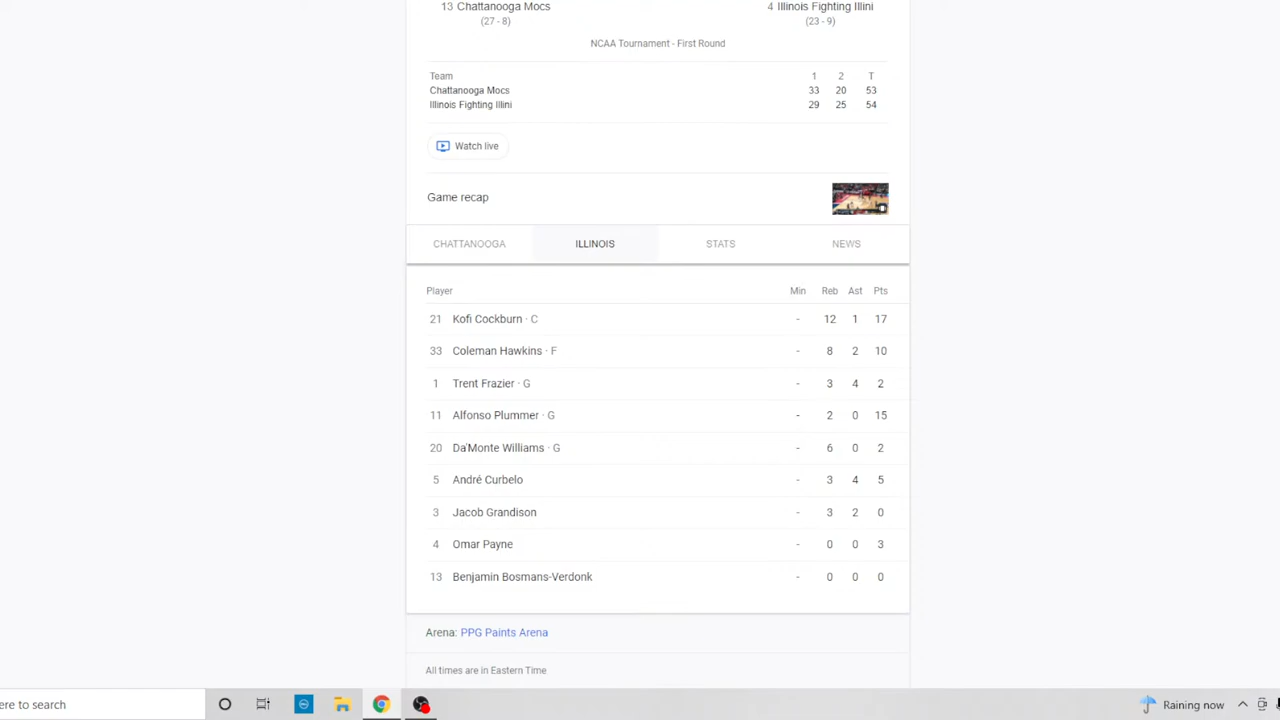 13 Chattanooga Mocs 4 Illinois Fighting Illini
(27 - 8) (23 - 9)
NCAA Tournament - First Round
Team 1 2 T
Chattanooga Mocs 33 20 53
Illinois Fighting Illini 29 25 54
Watch live
Game recap
CHATTANOOGA ILLINOIS STATS NEWS
Player Min Reb Ast Pts
21 Kofi Cockburn · C - 12 1 17
33 Coleman Hawkins · F - 8 2 10
1 Trent Frazier · G - 3 4 2
11 Alfonso Plummer · G - 2 0 15
20 Da'Monte Williams · G - 6 0 2
5 André Curbelo - 3 4 5
3 Jacob Grandison - 3 2 0
4 Omar Payne - 0 0 3
13 Benjamin Bosmans-Verdonk - 0 0 0
Arena: PPG Paints Arena
All times are in Eastern Time
ere to search Raining now